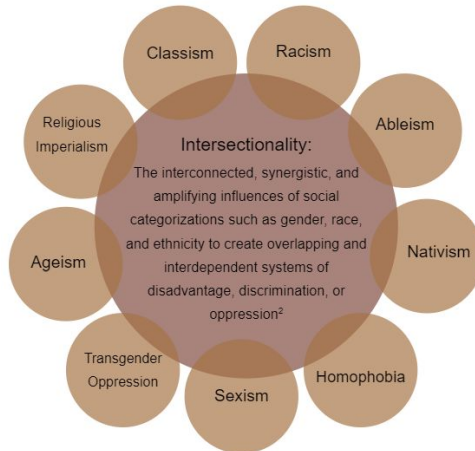 Classism
Racism
Religious
Imperialism
Ableism
Intersectionality:
The interconnected, synergistic, and
amplifying influences of social
categorizations such as gender, race,
and ethnicity to create overlapping and
interdependent systems of
disadvantage, discrimination, or
oppression²
Ageism
Nativism
Transgender
Oppression
Homophobia
Sexism